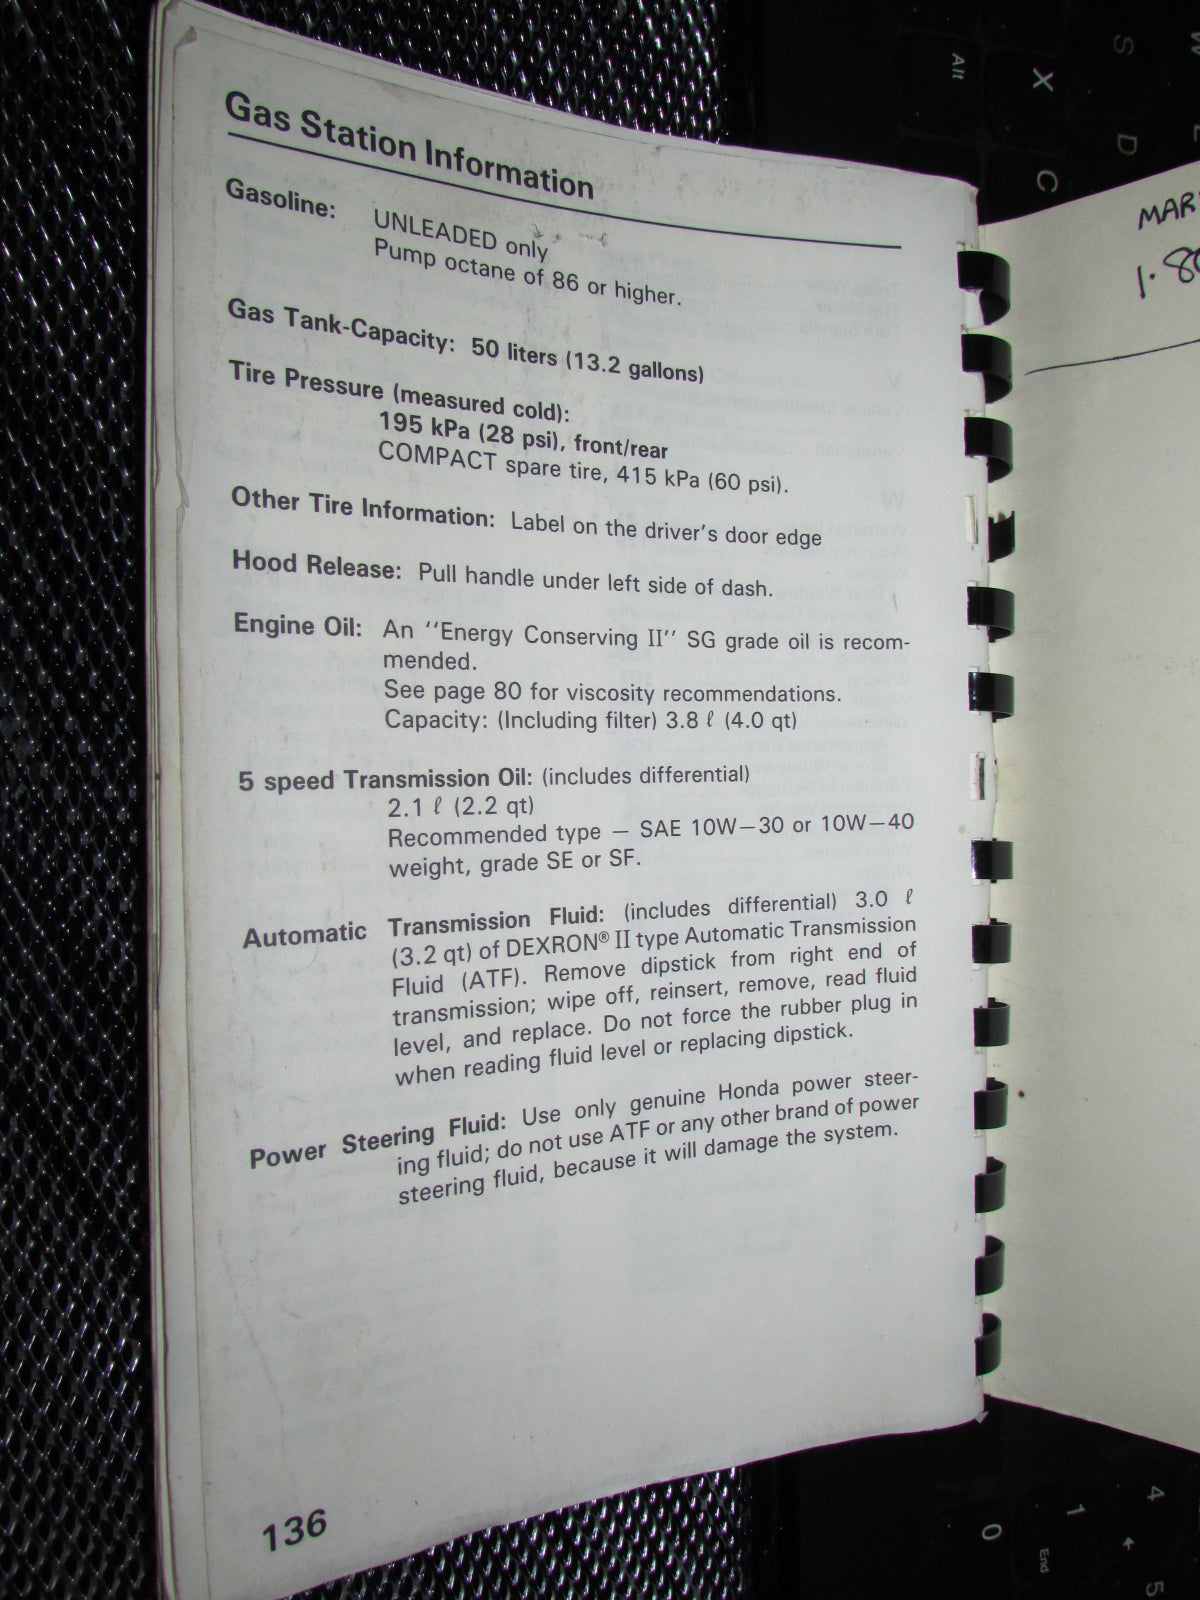 Gas Station Information
Gasoline:
UNLEADED only
Pump octane of 86 or higher.
Gas Tank-Capacity: 50 liters (13.2 gallons)
Tire Pressure (measured cold):
195 kPa (28 psi), front/rear
COMPACT spare tire, 415 kPa (60 psi).
Other Tire Information: Label on the driver's door edge
Hood Release: Pull handle under left side of dash.
Engine Oil: An ''Energy Conserving II'' SG grade oil is recom-
mended.
See page 80 for viscosity recommendations.
Capacity: (Including filter) 3.8 ℓ (4.0 qt)
5 speed Transmission Oil: (includes differential)
2.1 ℓ (2.2 qt)
Recommended type — SAE 10W—30 or 10W—40
weight, grade SE or SF.
Automatic Transmission Fluid: (includes differential) 3.0 ℓ
(3.2 qt) of DEXRON® II type Automatic Transmission
Fluid (ATF). Remove dipstick from right end of
transmission; wipe off, reinsert, remove, read fluid
level, and replace. Do not force the rubber plug in
when reading fluid level or replacing dipstick.
Power Steering Fluid: Use only genuine Honda power steer-
ing fluid; do not use ATF or any other brand of power
steering fluid, because it will damage the system.
136
Alt
X
C
S
D
0
1
End
4
5